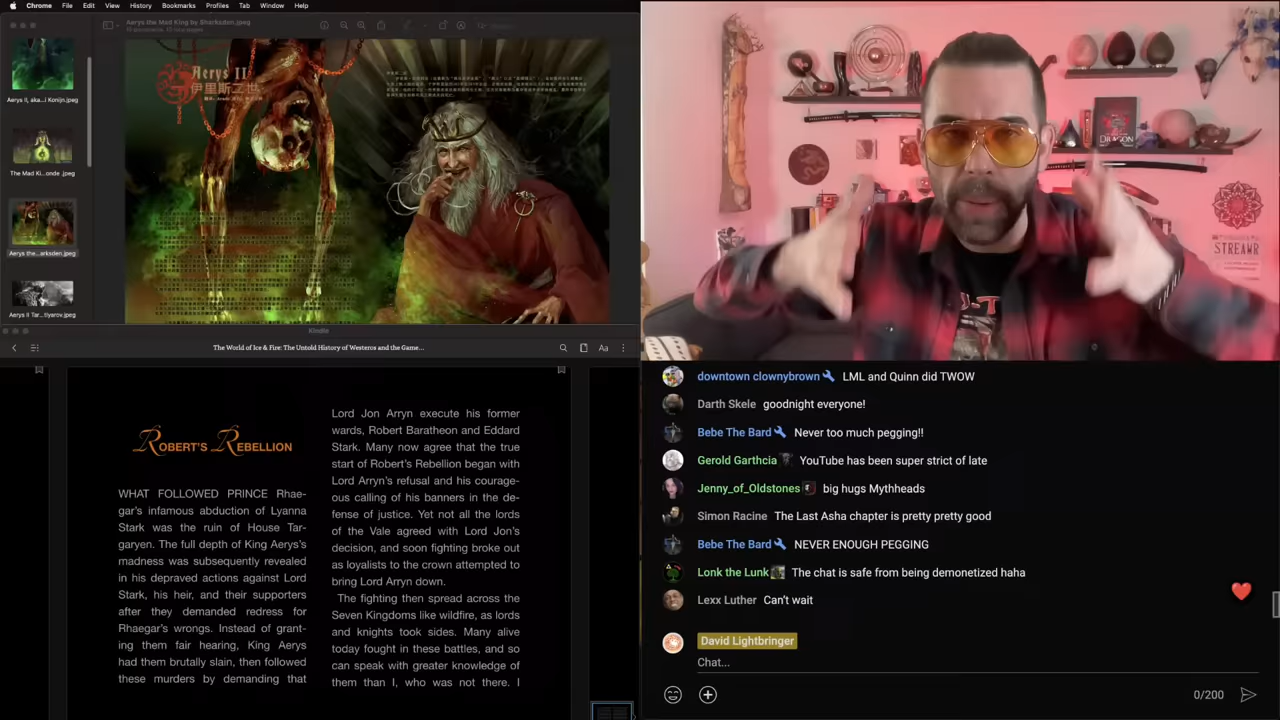 Chrome File Edit View History Bookmarks Profiles Tab Window Help
Aerys the Mad King by Sharksden.jpeg
Aerys II
伊里斯二世
Aerys II, aka...l Konijn.jpeg
The Mad Ki...onde .jpeg
Aerys the...arksden.jpeg
Aerys II Tar...tlyarov.jpeg
Kindle
The World of Ice & Fire: The Untold History of Westeros and the Game...
Aa
ROBERT'S REBELLION
WHAT FOLLOWED PRINCE Rhae-
gar's infamous abduction of Lyanna
Stark was the ruin of House Tar-
garyen. The full depth of King Aerys's
madness was subsequently revealed
in his depraved actions against Lord
Stark, his heir, and their supporters
after they demanded redress for
Rhaegar's wrongs. Instead of grant-
ing them fair hearing, King Aerys
had them brutally slain, then followed
these murders by demanding that
Lord Jon Arryn execute his former
wards, Robert Baratheon and Eddard
Stark. Many now agree that the true
start of Robert's Rebellion began with
Lord Arryn's refusal and his courage-
ous calling of his banners in the de-
fense of justice. Yet not all the lords
of the Vale agreed with Lord Jon's
decision, and soon fighting broke out
as loyalists to the crown attempted to
bring Lord Arryn down.
The fighting then spread across the
Seven Kingdoms like wildfire, as lords
and knights took sides. Many alive
today fought in these battles, and so
can speak with greater knowledge of
them than I, who was not there. I
DRAGON
STREAWR
downtown clownybrown LML and Quinn did TWOW
Darth Skele goodnight everyone!
Bebe The Bard Never too much pegging!!
Gerold Garthcia YouTube has been super strict of late
Jenny_of_Oldstones big hugs Mythheads
Simon Racine The Last Asha chapter is pretty pretty good
Bebe The Bard NEVER ENOUGH PEGGING
Lonk the Lunk The chat is safe from being demonetized haha
Lexx Luther Can't wait
David Lightbringer
Chat...
0/200